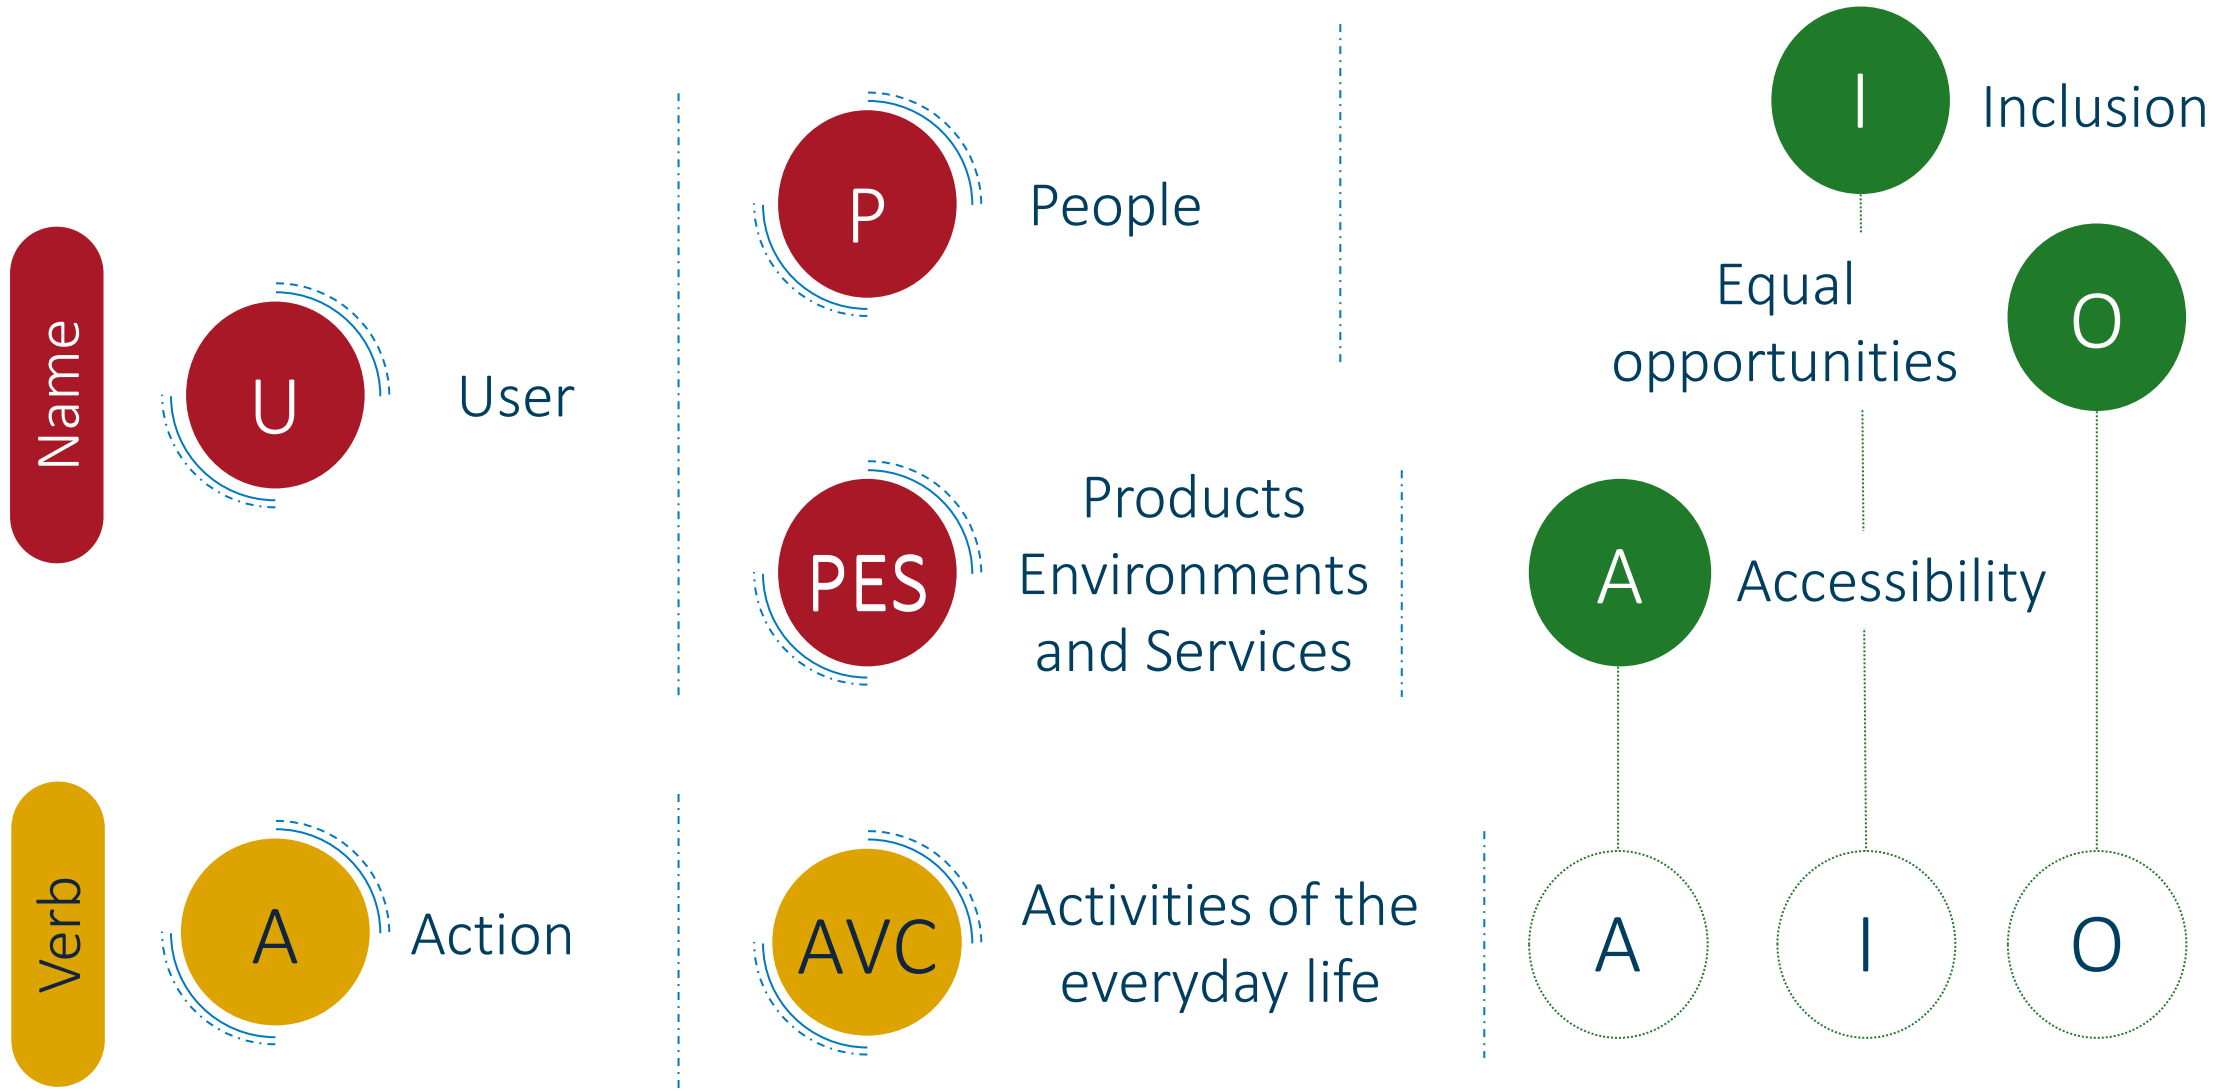 Name
U
User
P
People
PES
Products
Environments
and Services
I
Inclusion
Equal
opportunities
O
A
Accessibility
Verb
A
Action
AVC
Activities of the
everyday life
A
I
O